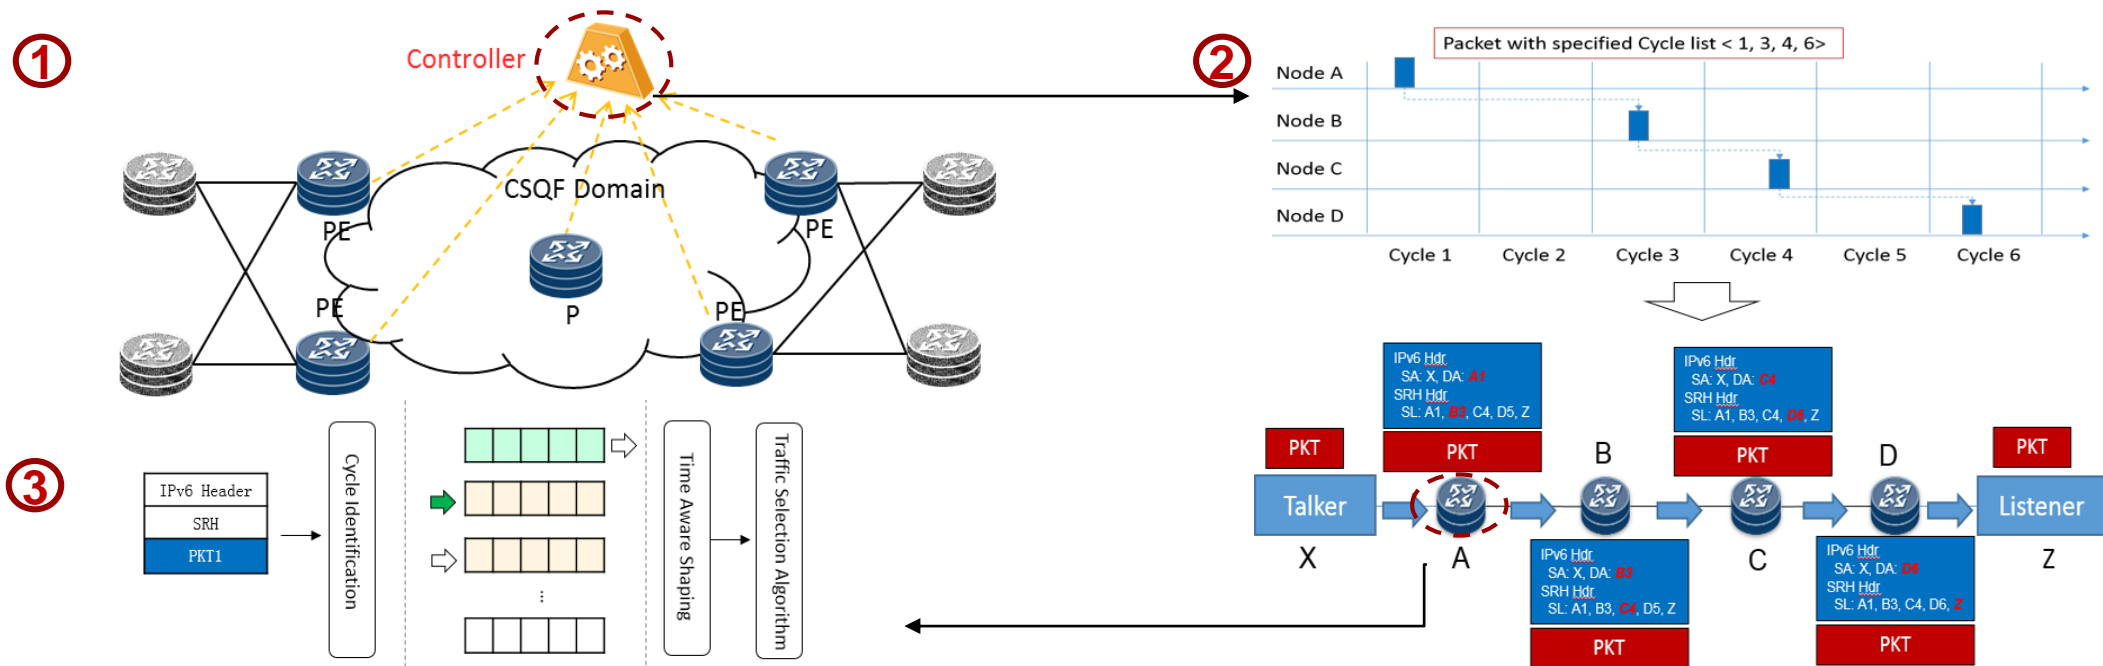 1
Controller
CSQF Domain
PE
PE
PE
PE
P
2
Packet with specified Cycle list < 1, 3, 4, 6>
Node A
Node B
Node C
Node D
Cycle 1
Cycle 2
Cycle 3
Cycle 4
Cycle 5
Cycle 6
IPv6 Hdr
SA: X, DA: A1
SRH Hdr
SL: A1, B3, C4, D5, Z
PKT
IPv6 Hdr
SA: X, DA: C4
SRH Hdr
SL: A1, B3, C4, D6, Z
PKT
PKT
PKT
Talker
Listener
B
D
X
A
C
Z
IPv6 Hdr
SA: X, DA: B3
SRH Hdr
SL: A1, B3, C4, D5, Z
PKT
IPv6 Hdr
SA: X, DA: D6
SRH Hdr
SL: A1, B3, C4, D6, Z
PKT
3
IPv6 Header
SRH
PKT1
Cycle Identification
...
Time Aware Shaping
Traffic Selection Algorithm